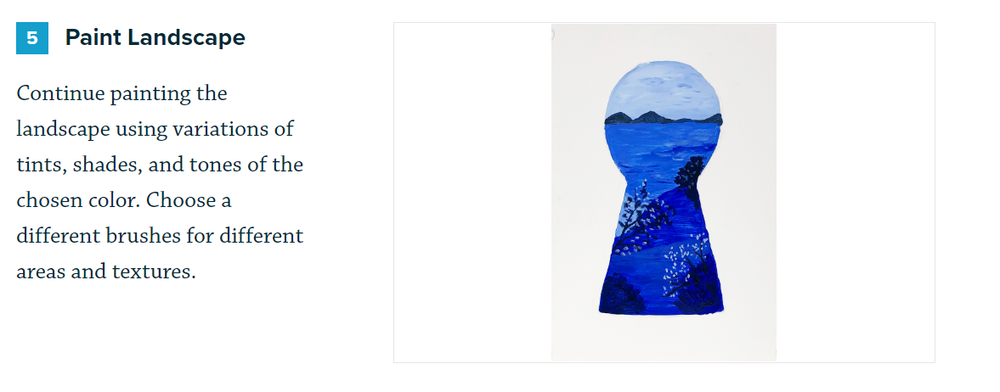 5 Paint Landscape
Continue painting the
landscape using variations of
tints, shades, and tones of the
chosen color. Choose a
different brushes for different
areas and textures.